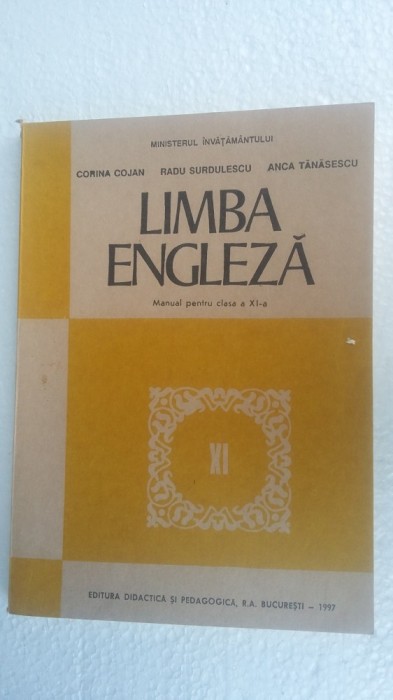 MINISTERUL ÎNVĂȚĂMÂNTULUI
CORINA COJAN RADU SURDULESCU ANCA TĂNĂSESCU
LIMBA
ENGLEZĂ
Manual pentru clasa a XI-a
XI
EDITURA DIDACTICĂ ȘI PEDAGOGICĂ, R.A. BUCUREȘTI – 1997